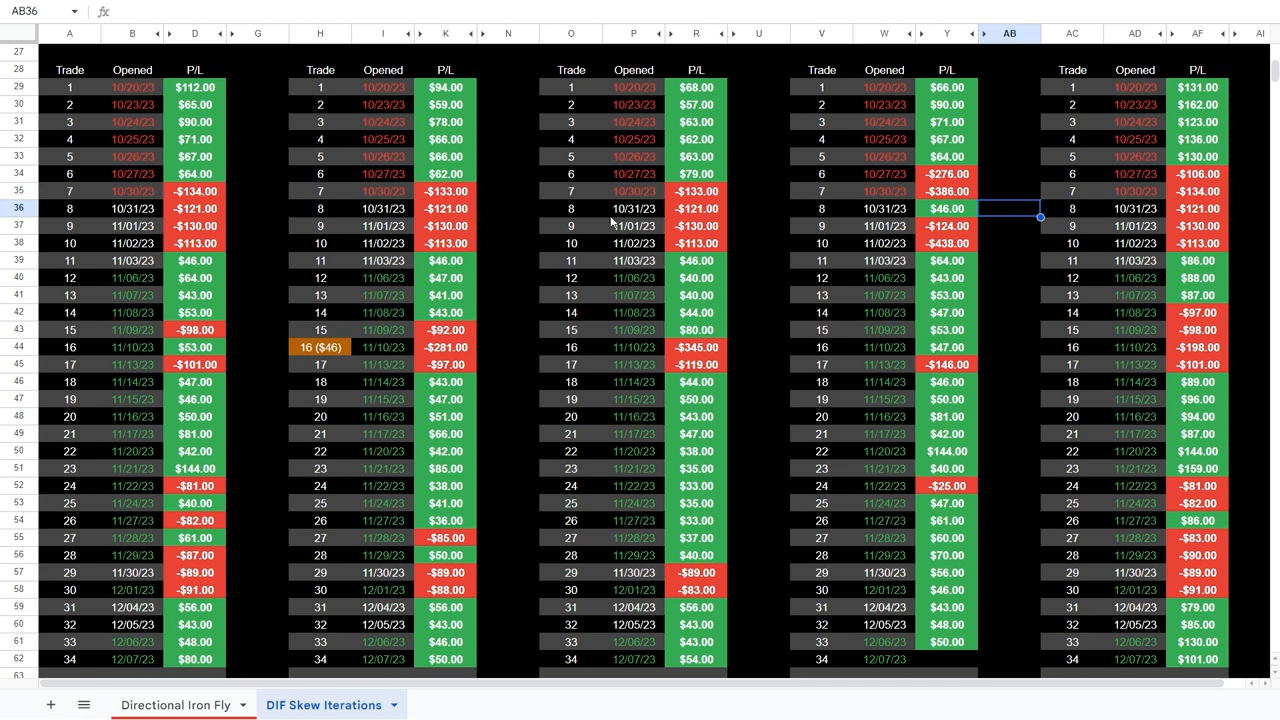 AB36 fx
A B D G H I K N O P R U V W Y AB AC AD AF AI
27
28 Trade Opened P/L Trade Opened P/L Trade Opened P/L Trade Opened P/L Trade Opened P/L
29 1 10/20/23 $112.00 1 10/20/23 $94.00 1 10/20/23 $68.00 1 10/20/23 $66.00 1 10/20/23 $131.00
30 2 10/23/23 $65.00 2 10/23/23 $59.00 2 10/23/23 $57.00 2 10/23/23 $90.00 2 10/23/23 $162.00
31 3 10/24/23 $90.00 3 10/24/23 $78.00 3 10/24/23 $63.00 3 10/24/23 $71.00 3 10/24/23 $123.00
32 4 10/25/23 $71.00 4 10/25/23 $66.00 4 10/25/23 $62.00 4 10/25/23 $67.00 4 10/25/23 $136.00
33 5 10/26/23 $67.00 5 10/26/23 $66.00 5 10/26/23 $63.00 5 10/26/23 $64.00 5 10/26/23 $130.00
34 6 10/27/23 $64.00 6 10/27/23 $62.00 6 10/27/23 $79.00 6 10/27/23 -$276.00 6 10/27/23 -$106.00
35 7 10/30/23 -$134.00 7 10/30/23 -$133.00 7 10/30/23 -$133.00 7 10/30/23 -$386.00 7 10/30/23 -$134.00
36 8 10/31/23 -$121.00 8 10/31/23 -$121.00 8 10/31/23 -$121.00 8 10/31/23 $46.00 8 10/31/23 -$121.00
37 9 11/01/23 -$130.00 9 11/01/23 -$130.00 9 11/01/23 -$130.00 9 11/01/23 -$124.00 9 11/01/23 -$130.00
38 10 11/02/23 -$113.00 10 11/02/23 -$113.00 10 11/02/23 -$113.00 10 11/02/23 -$438.00 10 11/02/23 -$113.00
39 11 11/03/23 $46.00 11 11/03/23 $46.00 11 11/03/23 $46.00 11 11/03/23 $64.00 11 11/03/23 $86.00
40 12 11/06/23 $64.00 12 11/06/23 $47.00 12 11/06/23 $40.00 12 11/06/23 $43.00 12 11/06/23 $88.00
41 13 11/07/23 $43.00 13 11/07/23 $41.00 13 11/07/23 $40.00 13 11/07/23 $53.00 13 11/07/23 $87.00
42 14 11/08/23 $53.00 14 11/08/23 $43.00 14 11/08/23 $44.00 14 11/08/23 $47.00 14 11/08/23 -$97.00
43 15 11/09/23 -$98.00 15 11/09/23 -$92.00 15 11/09/23 $80.00 15 11/09/23 $53.00 15 11/09/23 -$98.00
44 16 11/10/23 $53.00 16 ($46) 11/10/23 -$281.00 16 11/10/23 -$345.00 16 11/10/23 $47.00 16 11/10/23 -$198.00
45 17 11/13/23 -$101.00 17 11/13/23 -$97.00 17 11/13/23 -$119.00 17 11/13/23 -$146.00 17 11/13/23 -$101.00
46 18 11/14/23 $47.00 18 11/14/23 $43.00 18 11/14/23 $44.00 18 11/14/23 $46.00 18 11/14/23 $89.00
47 19 11/15/23 $46.00 19 11/15/23 $47.00 19 11/15/23 $50.00 19 11/15/23 $50.00 19 11/15/23 $96.00
48 20 11/16/23 $50.00 20 11/16/23 $51.00 20 11/16/23 $43.00 20 11/16/23 $81.00 20 11/16/23 $94.00
49 21 11/17/23 $81.00 21 11/17/23 $66.00 21 11/17/23 $47.00 21 11/17/23 $42.00 21 11/17/23 $87.00
50 22 11/20/23 $42.00 22 11/20/23 $42.00 22 11/20/23 $38.00 22 11/20/23 $144.00 22 11/20/23 $144.00
51 23 11/21/23 $144.00 23 11/21/23 $85.00 23 11/21/23 $35.00 23 11/21/23 $40.00 23 11/21/23 $159.00
52 24 11/22/23 -$81.00 24 11/22/23 $38.00 24 11/22/23 $33.00 24 11/22/23 -$25.00 24 11/22/23 -$81.00
53 25 11/24/23 $40.00 25 11/24/23 $41.00 25 11/24/23 $35.00 25 11/24/23 $47.00 25 11/24/23 -$82.00
54 26 11/27/23 -$82.00 26 11/27/23 $36.00 26 11/27/23 $33.00 26 11/27/23 $61.00 26 11/27/23 $86.00
55 27 11/28/23 $61.00 27 11/28/23 -$85.00 27 11/28/23 $37.00 27 11/28/23 $60.00 27 11/28/23 -$83.00
56 28 11/29/23 -$87.00 28 11/29/23 $50.00 28 11/29/23 $40.00 28 11/29/23 $70.00 28 11/29/23 -$90.00
57 29 11/30/23 -$89.00 29 11/30/23 -$89.00 29 11/30/23 -$89.00 29 11/30/23 $56.00 29 11/30/23 -$89.00
58 30 12/01/23 -$91.00 30 12/01/23 -$88.00 30 12/01/23 -$83.00 30 12/01/23 $46.00 30 12/01/23 -$91.00
59 31 12/04/23 $56.00 31 12/04/23 $56.00 31 12/04/23 $56.00 31 12/04/23 $43.00 31 12/04/23 $79.00
60 32 12/05/23 $43.00 32 12/05/23 $43.00 32 12/05/23 $43.00 32 12/05/23 $48.00 32 12/05/23 $85.00
61 33 12/06/23 $48.00 33 12/06/23 $46.00 33 12/06/23 $43.00 33 12/06/23 $50.00 33 12/06/23 $130.00
62 34 12/07/23 $80.00 34 12/07/23 $50.00 34 12/07/23 $54.00 34 12/07/23 34 12/07/23 $101.00
63
Directional Iron Fly DIF Skew Iterations